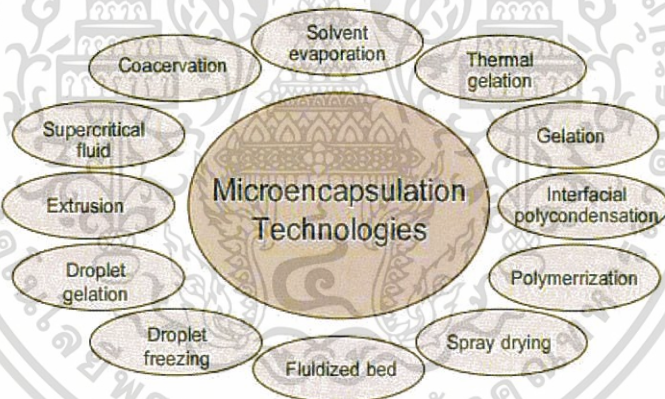 Solvent
evaporation
Thermal
gelation
Gelation
Interfacial
polycondensation
Polymerrization
Spray drying
Fluidized bed
Droplet
freezing
Droplet
gelation
Extrusion
Supercritical
fluid
Coacervation
Microencapsulation
Technologies